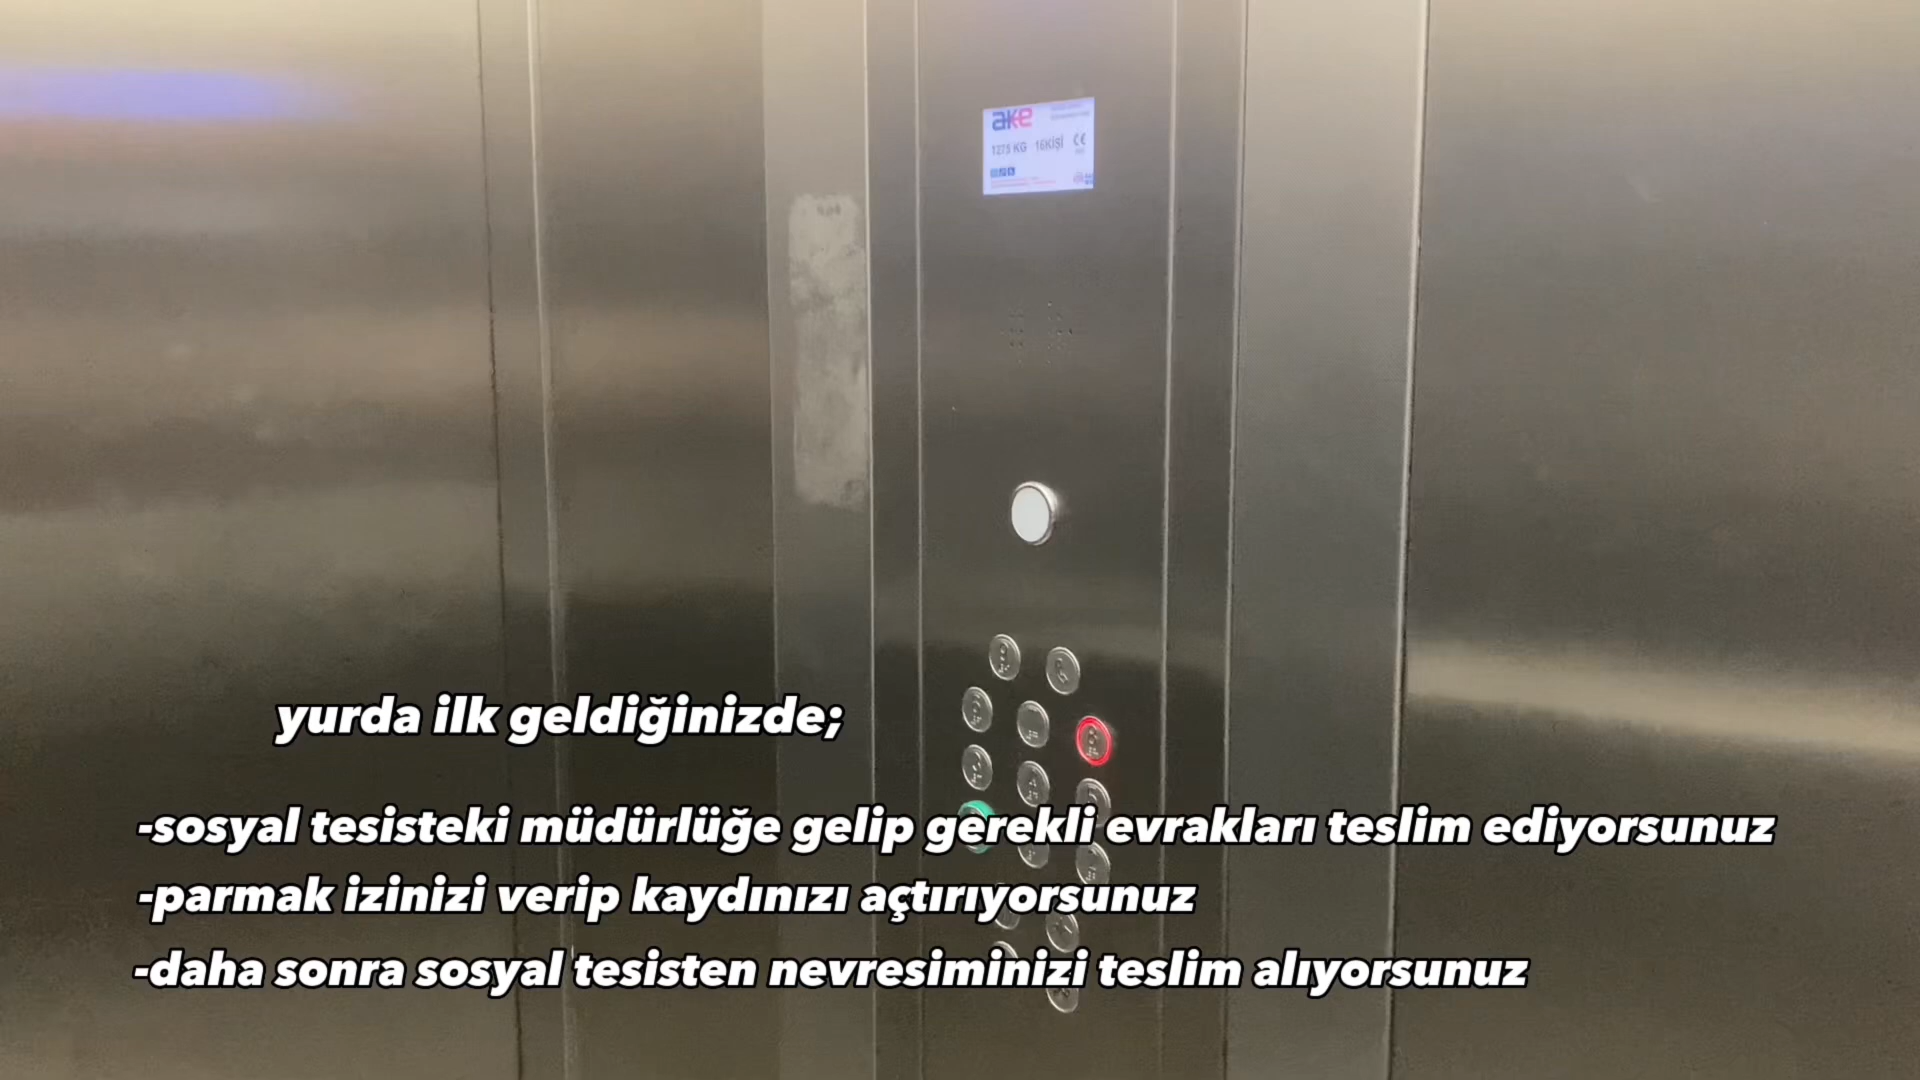 ake
1275 KG 16KİŞİ CE
yurda ilk geldiğinizde;
-sosyal tesisteki müdürlüğe gelip gerekli evrakları teslim ediyorsunuz
-parmak izinizi verip kaydınızı açtırıyorsunuz
-daha sonra sosyal tesisten nevresiminizi teslim alıyorsunuz